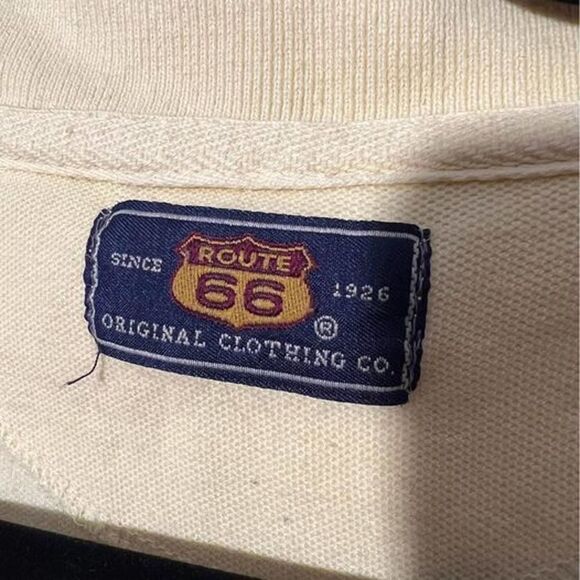 SINCE ROUTE 66 1926
®
ORIGINAL CLOTHING CO.